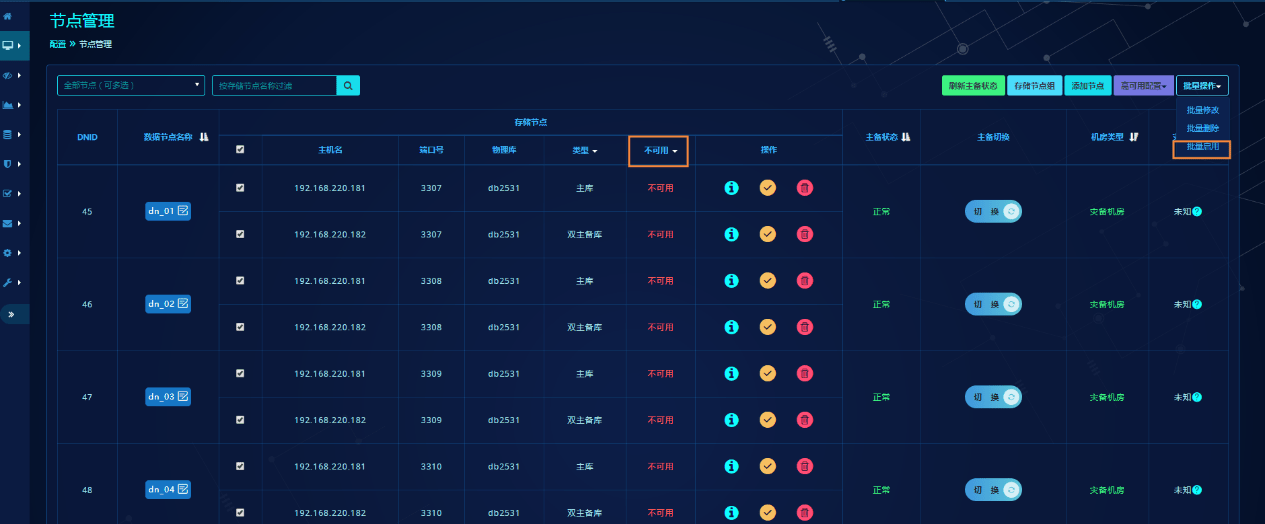 节点管理
配置 » 节点管理
全部节点（可多选） 按存储节点名称过滤 刷新主备状态 存储节点组 添加节点 高可用配置 批量操作
批量修改
批量删除
批量启用
DNID 数据节点名称 存储节点 主备状态 主备切换 机房类型
主机名 端口号 物理库 类型 不可用 操作
45 dn_01 正常 切 换 灾备机房 未知
192.168.220.181 3307 db2531 主库 不可用
192.168.220.182 3307 db2531 双主备库 不可用
46 dn_02 正常 切 换 灾备机房 未知
192.168.220.181 3308 db2531 主库 不可用
192.168.220.182 3308 db2531 双主备库 不可用
47 dn_03 正常 切 换 灾备机房 未知
192.168.220.181 3309 db2531 主库 不可用
192.168.220.182 3309 db2531 双主备库 不可用
48 dn_04 正常 切 换 灾备机房 未知
192.168.220.181 3310 db2531 主库 不可用
192.168.220.182 3310 db2531 双主备库 不可用